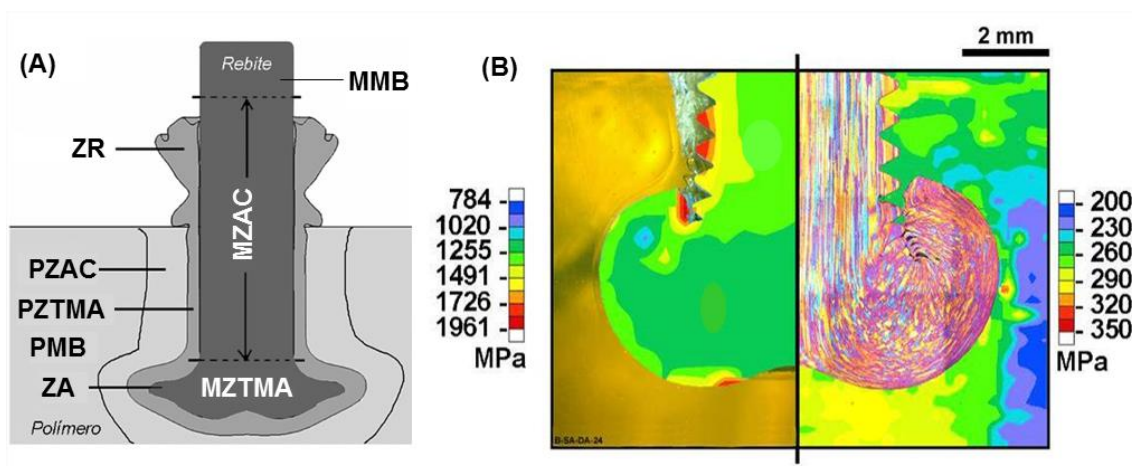 (A)
Rebite
MMB
ZR
MZAC
PZAC
PZTMA
PMB
ZA
MZTMA
Polímero
(B)
2 mm
784
1020
1255
1491
1726
1961
MPa
B-SA-DA-24
200
230
260
290
320
350
MPa